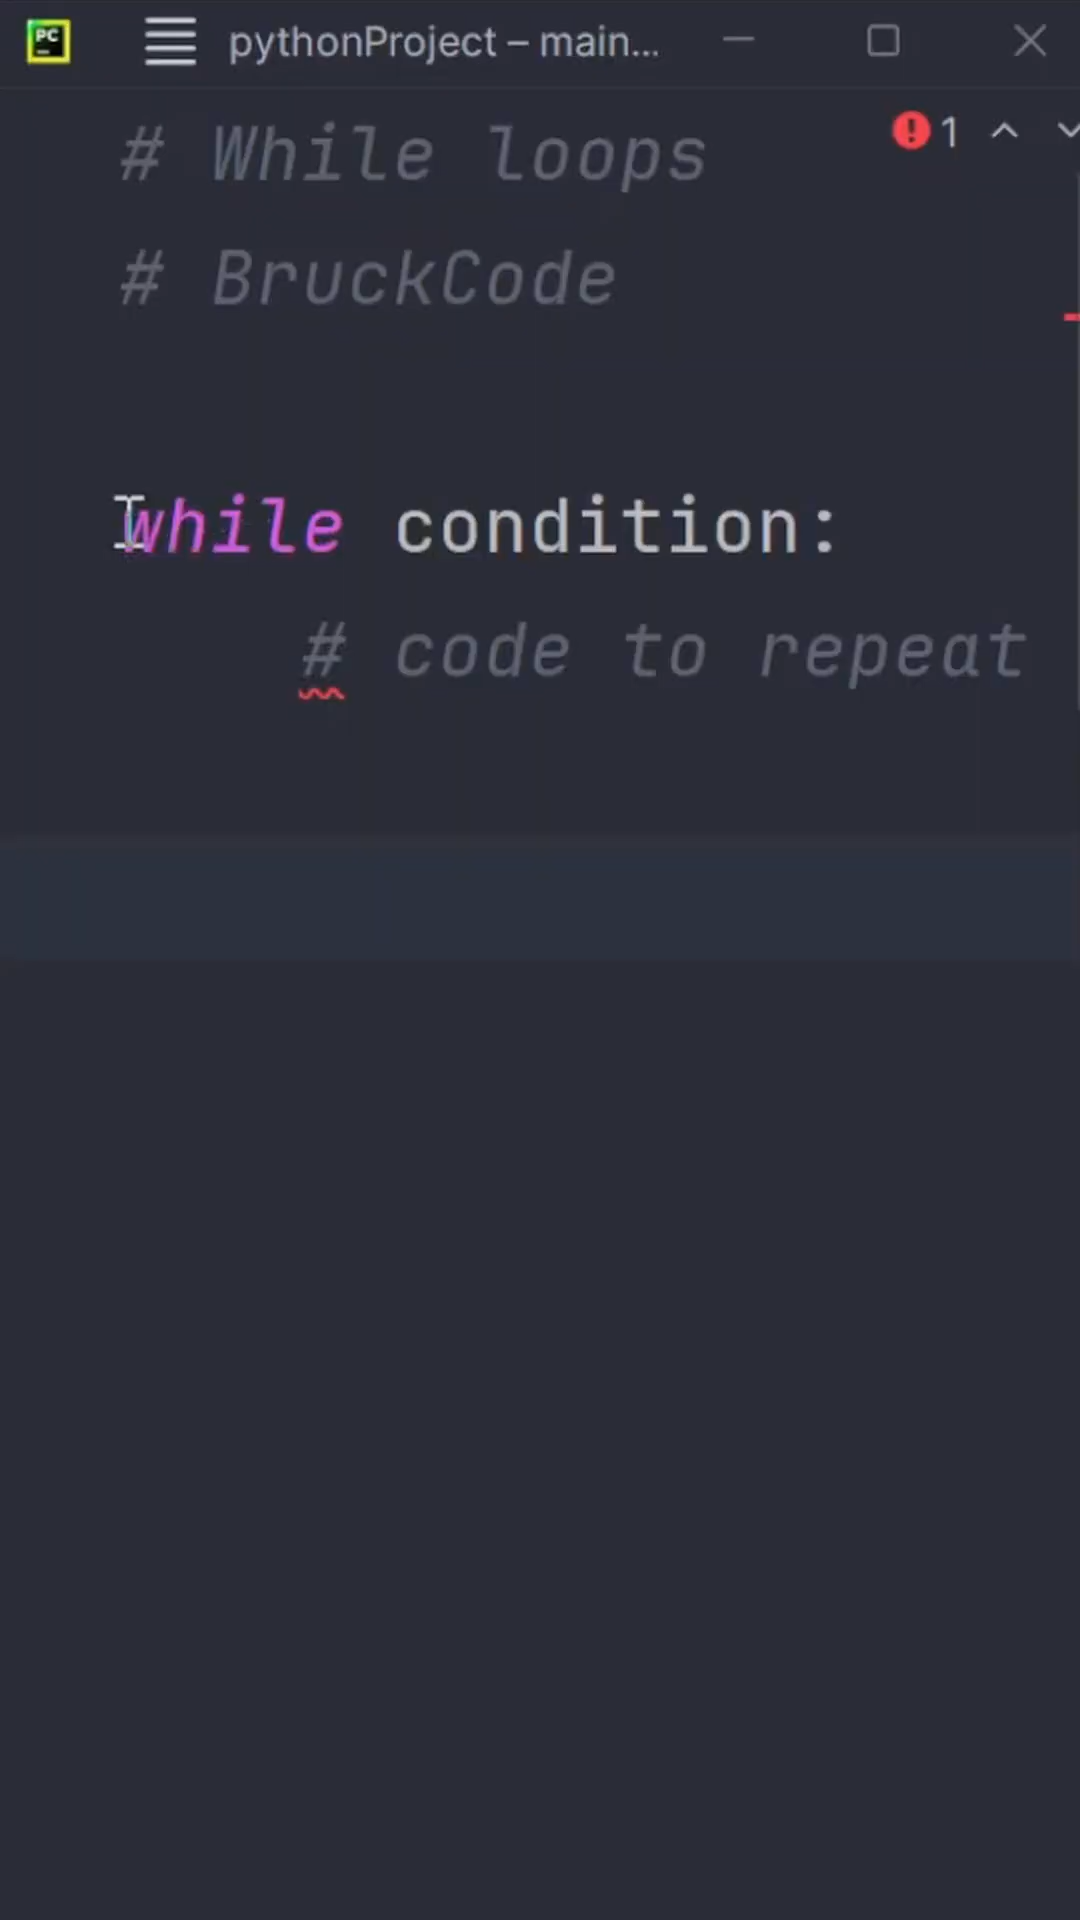 PC
pythonProject – main...
1
# While loops
# BruckCode
while condition:
# code to repeat